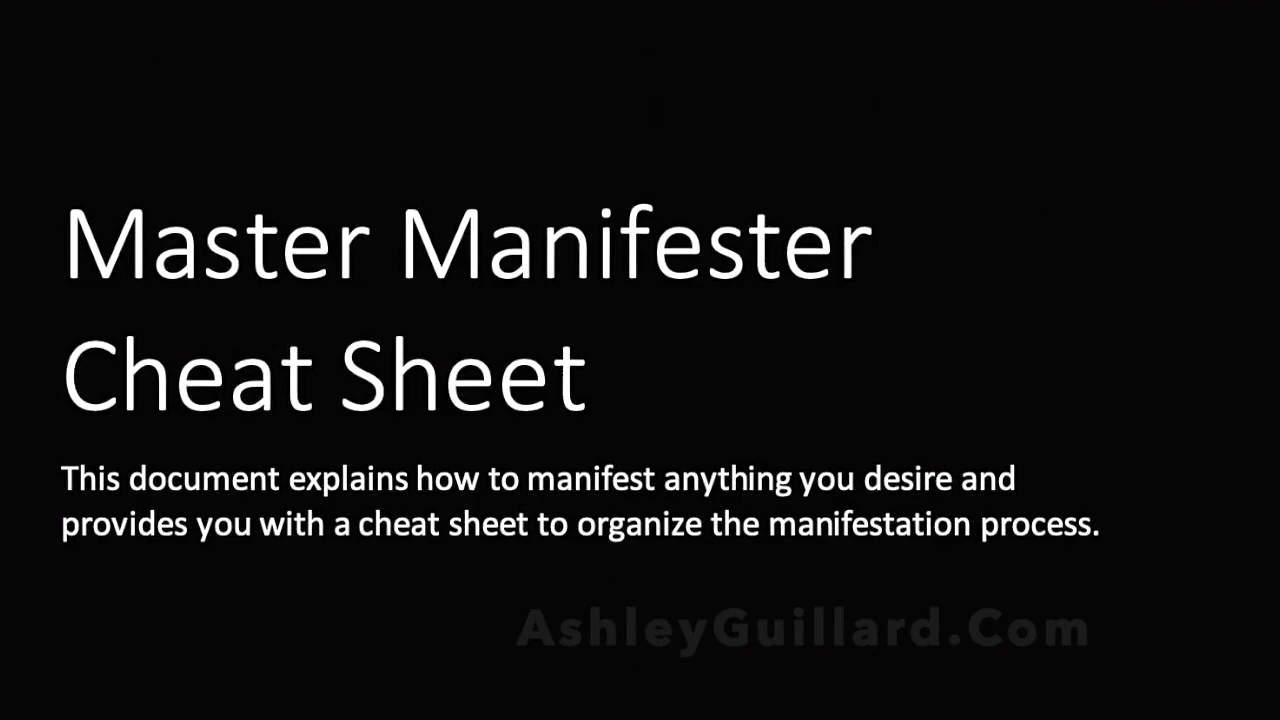 Master Manifester
Cheat Sheet
This document explains how to manifest anything you desire and
provides you with a cheat sheet to organize the manifestation process.
AshleyGuillard.Com